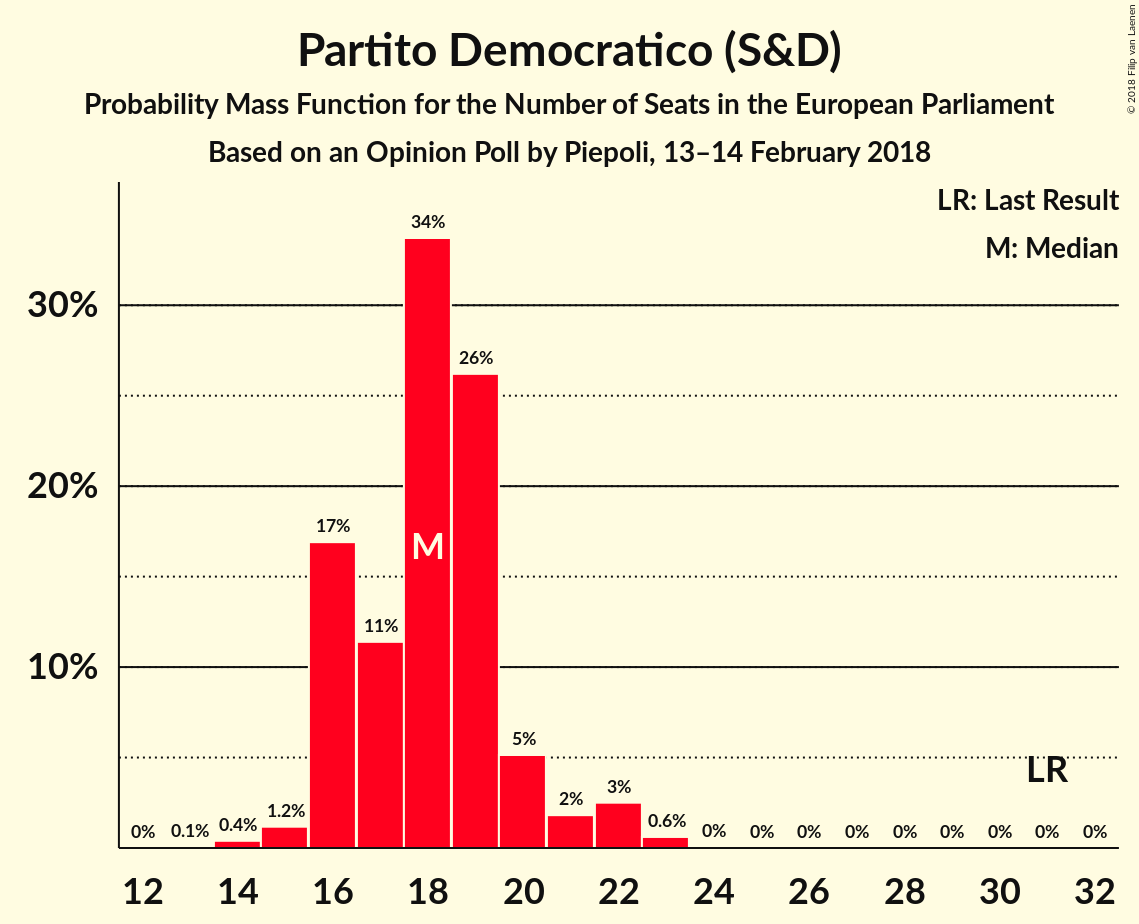 Partito Democratico (S&D)
Probability Mass Function for the Number of Seats in the European Parliament
Based on an Opinion Poll by Piepoli, 13–14 February 2018
© 2018 Filip van Laenen
LR: Last Result
M: Median
34%
30%
26%
20%
17%
M
11%
10%
5%
LR
3%
2%
1.2%
0.6%
0.4%
0% 0.1% 0% 0% 0% 0% 0% 0% 0% 0% 0%
12 14 16 18 20 22 24 26 28 30 32